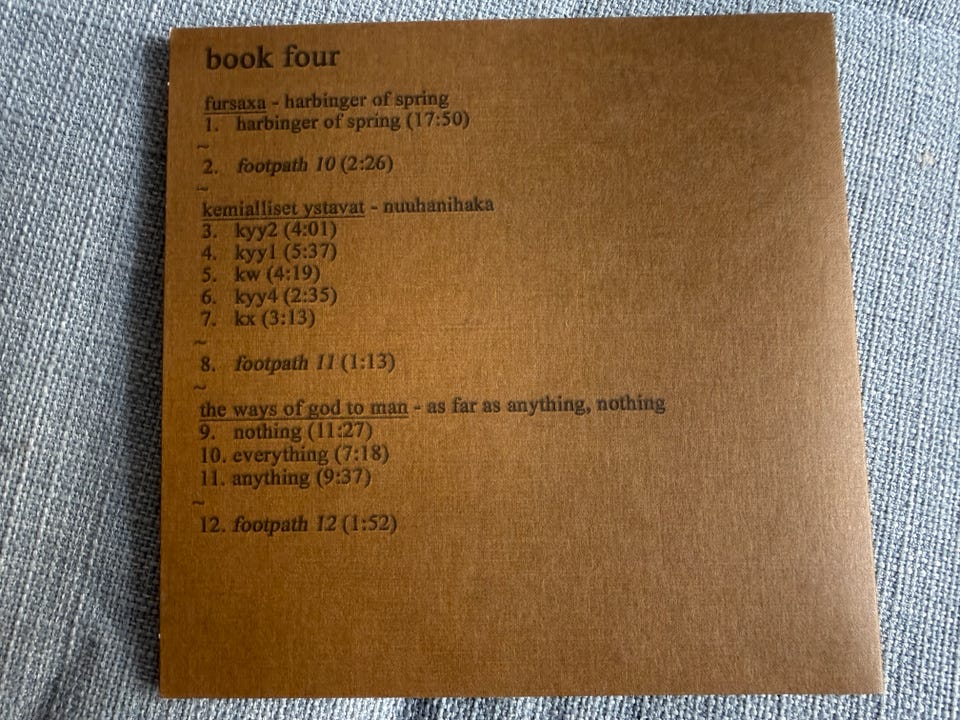 book four
fursaxa - harbinger of spring
1. harbinger of spring (17:50)
~
2. footpath 10 (2:26)
~
kemialliset ystavat - nuuhanihaka
3. kyy2 (4:01)
4. kyy1 (5:37)
5. kw (4:19)
6. kyy4 (2:35)
7. kx (3:13)
~
8. footpath 11 (1:13)
~
the ways of god to man - as far as anything, nothing
9. nothing (11:27)
10. everything (7:18)
11. anything (9:37)
~
12. footpath 12 (1:52)